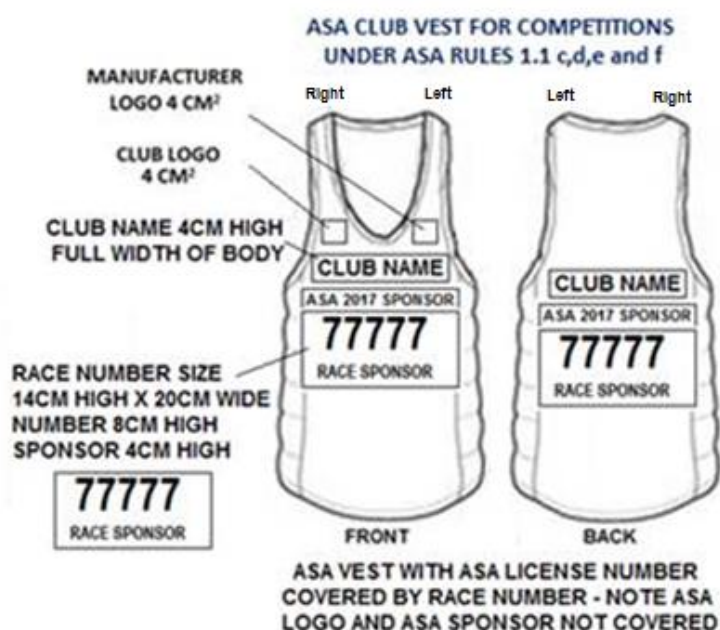 ASA CLUB VEST FOR COMPETITIONS
UNDER ASA RULES 1.1 c,d,e and f
MANUFACTURER
LOGO 4 CM²
Right
Left
Left
Right
CLUB LOGO
4 CM²
CLUB NAME 4CM HIGH
FULL WIDTH OF BODY
CLUB NAME
ASA 2017 SPONSOR
77777
RACE SPONSOR
CLUB NAME
ASA 2017 SPONSOR
77777
RACE SPONSOR
RACE NUMBER SIZE
14CM HIGH X 20CM WIDE
NUMBER 8CM HIGH
SPONSOR 4CM HIGH
77777
RACE SPONSOR
FRONT
BACK
ASA VEST WITH ASA LICENSE NUMBER
COVERED BY RACE NUMBER - NOTE ASA
LOGO AND ASA SPONSOR NOT COVERED